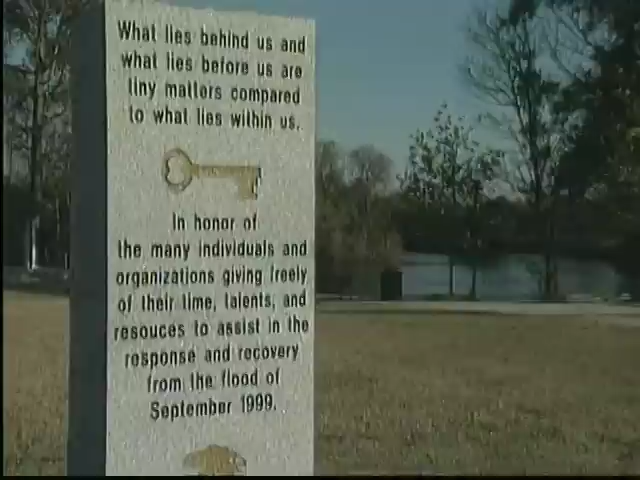 What lies behind us and
what lies before us are
tiny matters compared
to what lies within us.
In honor of
the many individuals and
organizations giving freely
of their time, talents, and
resouces to assist in the
response and recovery
from the flood of
September 1999.